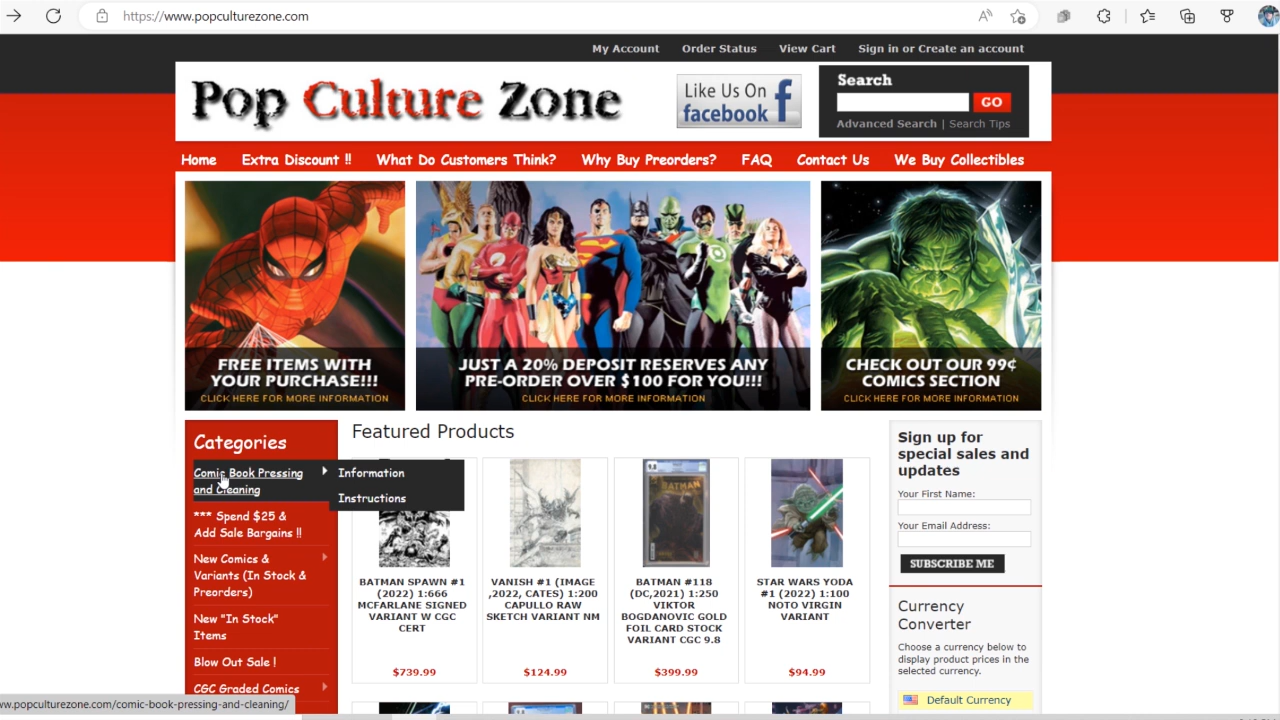 https://www.popculturezone.com
My Account Order Status View Cart Sign in or Create an account
Pop Culture Zone
Like Us On
facebook f
Search
GO
Advanced Search | Search Tips
Home Extra Discount !! What Do Customers Think? Why Buy Preorders? FAQ Contact Us We Buy Collectibles
FREE ITEMS WITH
YOUR PURCHASE!!!
CLICK HERE FOR MORE INFORMATION
JUST A 20% DEPOSIT RESERVES ANY
PRE-ORDER OVER $100 FOR YOU!!!
CLICK HERE FOR MORE INFORMATION
CHECK OUT OUR 99¢
COMICS SECTION
CLICK HERE FOR MORE INFORMATION
Categories
Comic Book Pressing
and Cleaning
Information
Instructions
*** Spend $25 &
Add Sale Bargains !!
New Comics &
Variants (In Stock &
Preorders)
New "In Stock"
Items
Blow Out Sale !
CGC Graded Comics
Featured Products
BATMAN SPAWN #1
(2022) 1:666
MCFARLANE SIGNED
VARIANT W CGC
CERT
$739.99
VANISH #1 (IMAGE
,2022, CATES) 1:200
CAPULLO RAW
SKETCH VARIANT NM
$124.99
9.8
BATMAN
BATMAN #118
(DC,2021) 1:250
VIKTOR
BOGDANOVIC GOLD
FOIL CARD STOCK
VARIANT CGC 9.8
$399.99
STAR WARS YODA
#1 (2022) 1:100
NOTO VIRGIN
VARIANT
$94.99
Sign up for
special sales and
updates
Your First Name:
Your Email Address:
SUBSCRIBE ME
Currency
Converter
Choose a currency below to
display product prices in the
selected currency.
Default Currency
ww.popculturezone.com/comic-book-pressing-and-cleaning/